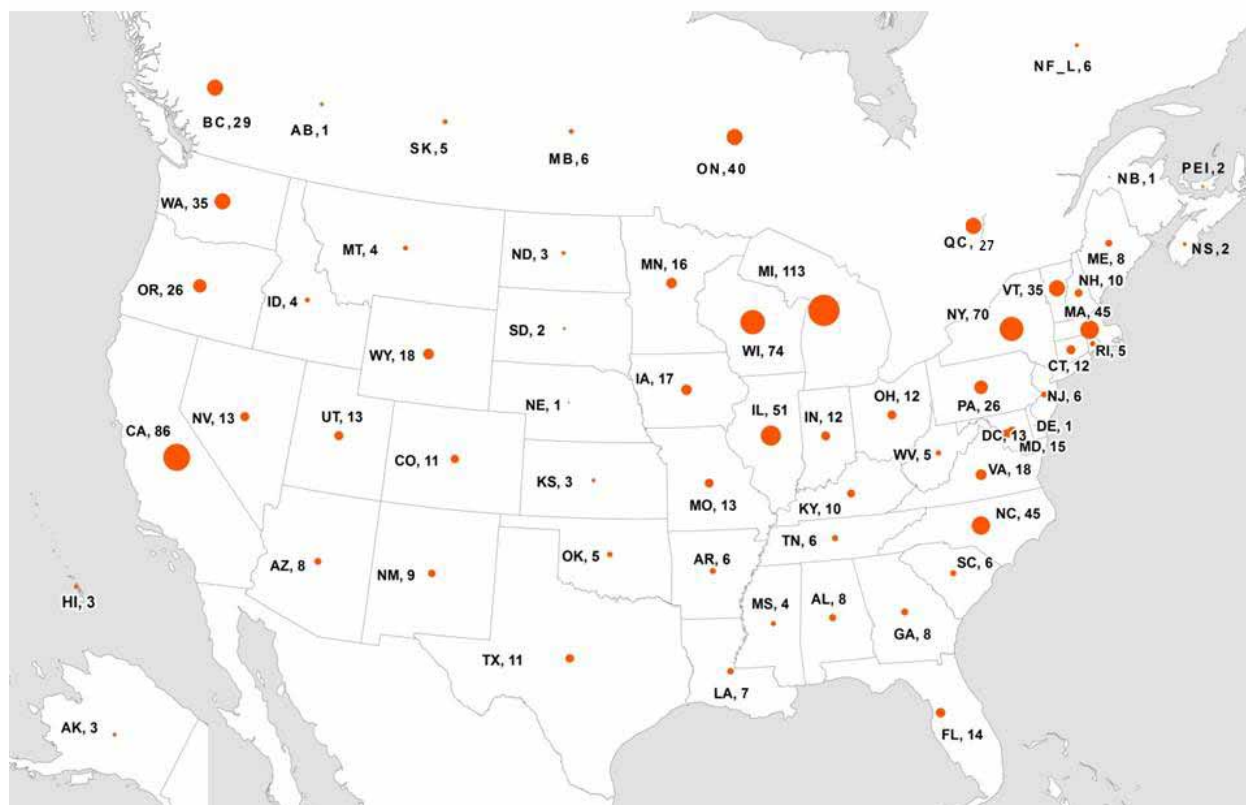 NF_L, 6
BC, 29
AB, 1
SK, 5
MB, 6
ON, 40
PEI, 2
NB, 1
WA, 35
QC, 27
NS, 2
MT, 4
ND, 3
MN, 16
MI, 113
ME, 8
NH, 10
VT, 35
OR, 26
ID, 4
MA, 45
NY, 70
SD, 2
WI, 74
RI, 5
WY, 18
CT, 12
IA, 17
NE, 1
OH, 12
PA, 26
NJ, 6
NV, 13
UT, 13
IL, 51
IN, 12
DE, 1
CA, 86
DC, 13
MD, 15
CO, 11
WV, 5
VA, 18
KS, 3
MO, 13
KY, 10
NC, 45
TN, 6
OK, 5
AR, 6
SC, 6
AZ, 8
NM, 9
HI, 3
MS, 4
AL, 8
GA, 8
TX, 11
LA, 7
AK, 3
FL, 14